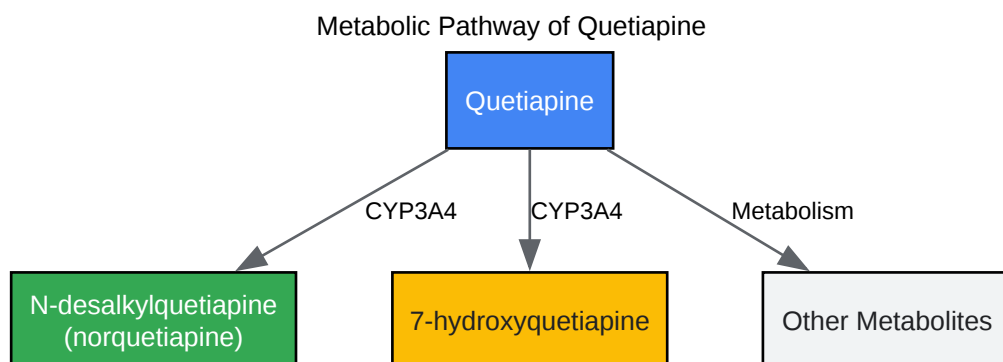 Metabolic Pathway of Quetiapine
Quetiapine
CYP3A4
CYP3A4
Metabolism
N-desalkylquetiapine
(norquetiapine)
7-hydroxyquetiapine
Other Metabolites